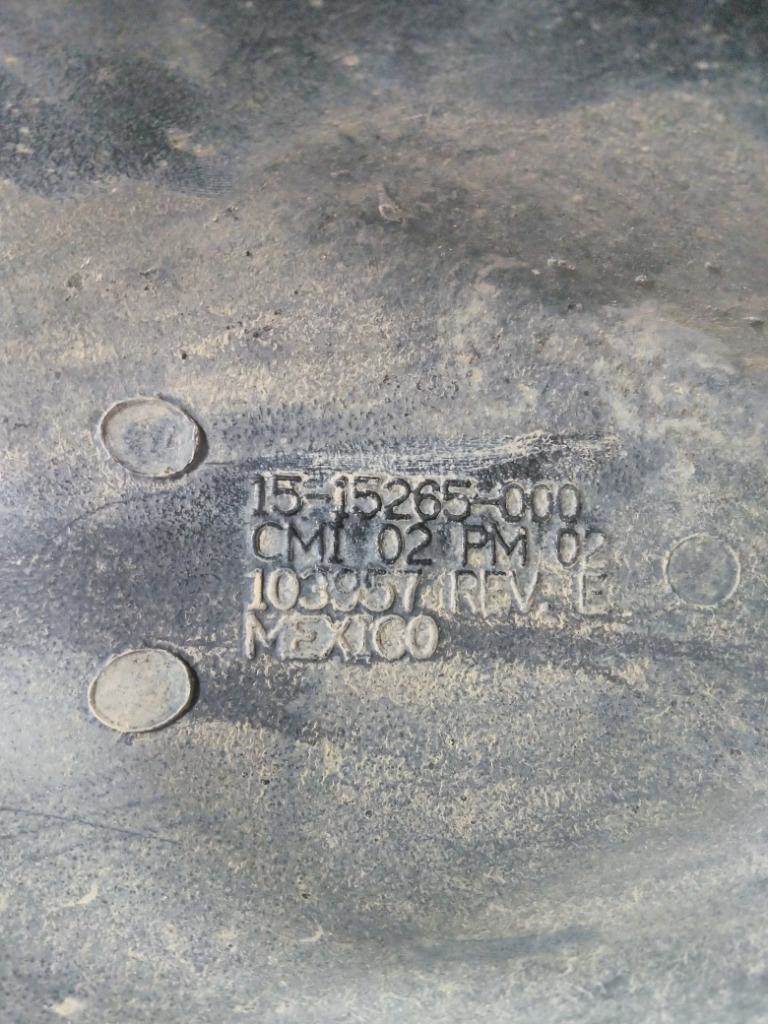 15-15265-000
CMI 02 PM 02
103957 REV. E
MEXICO